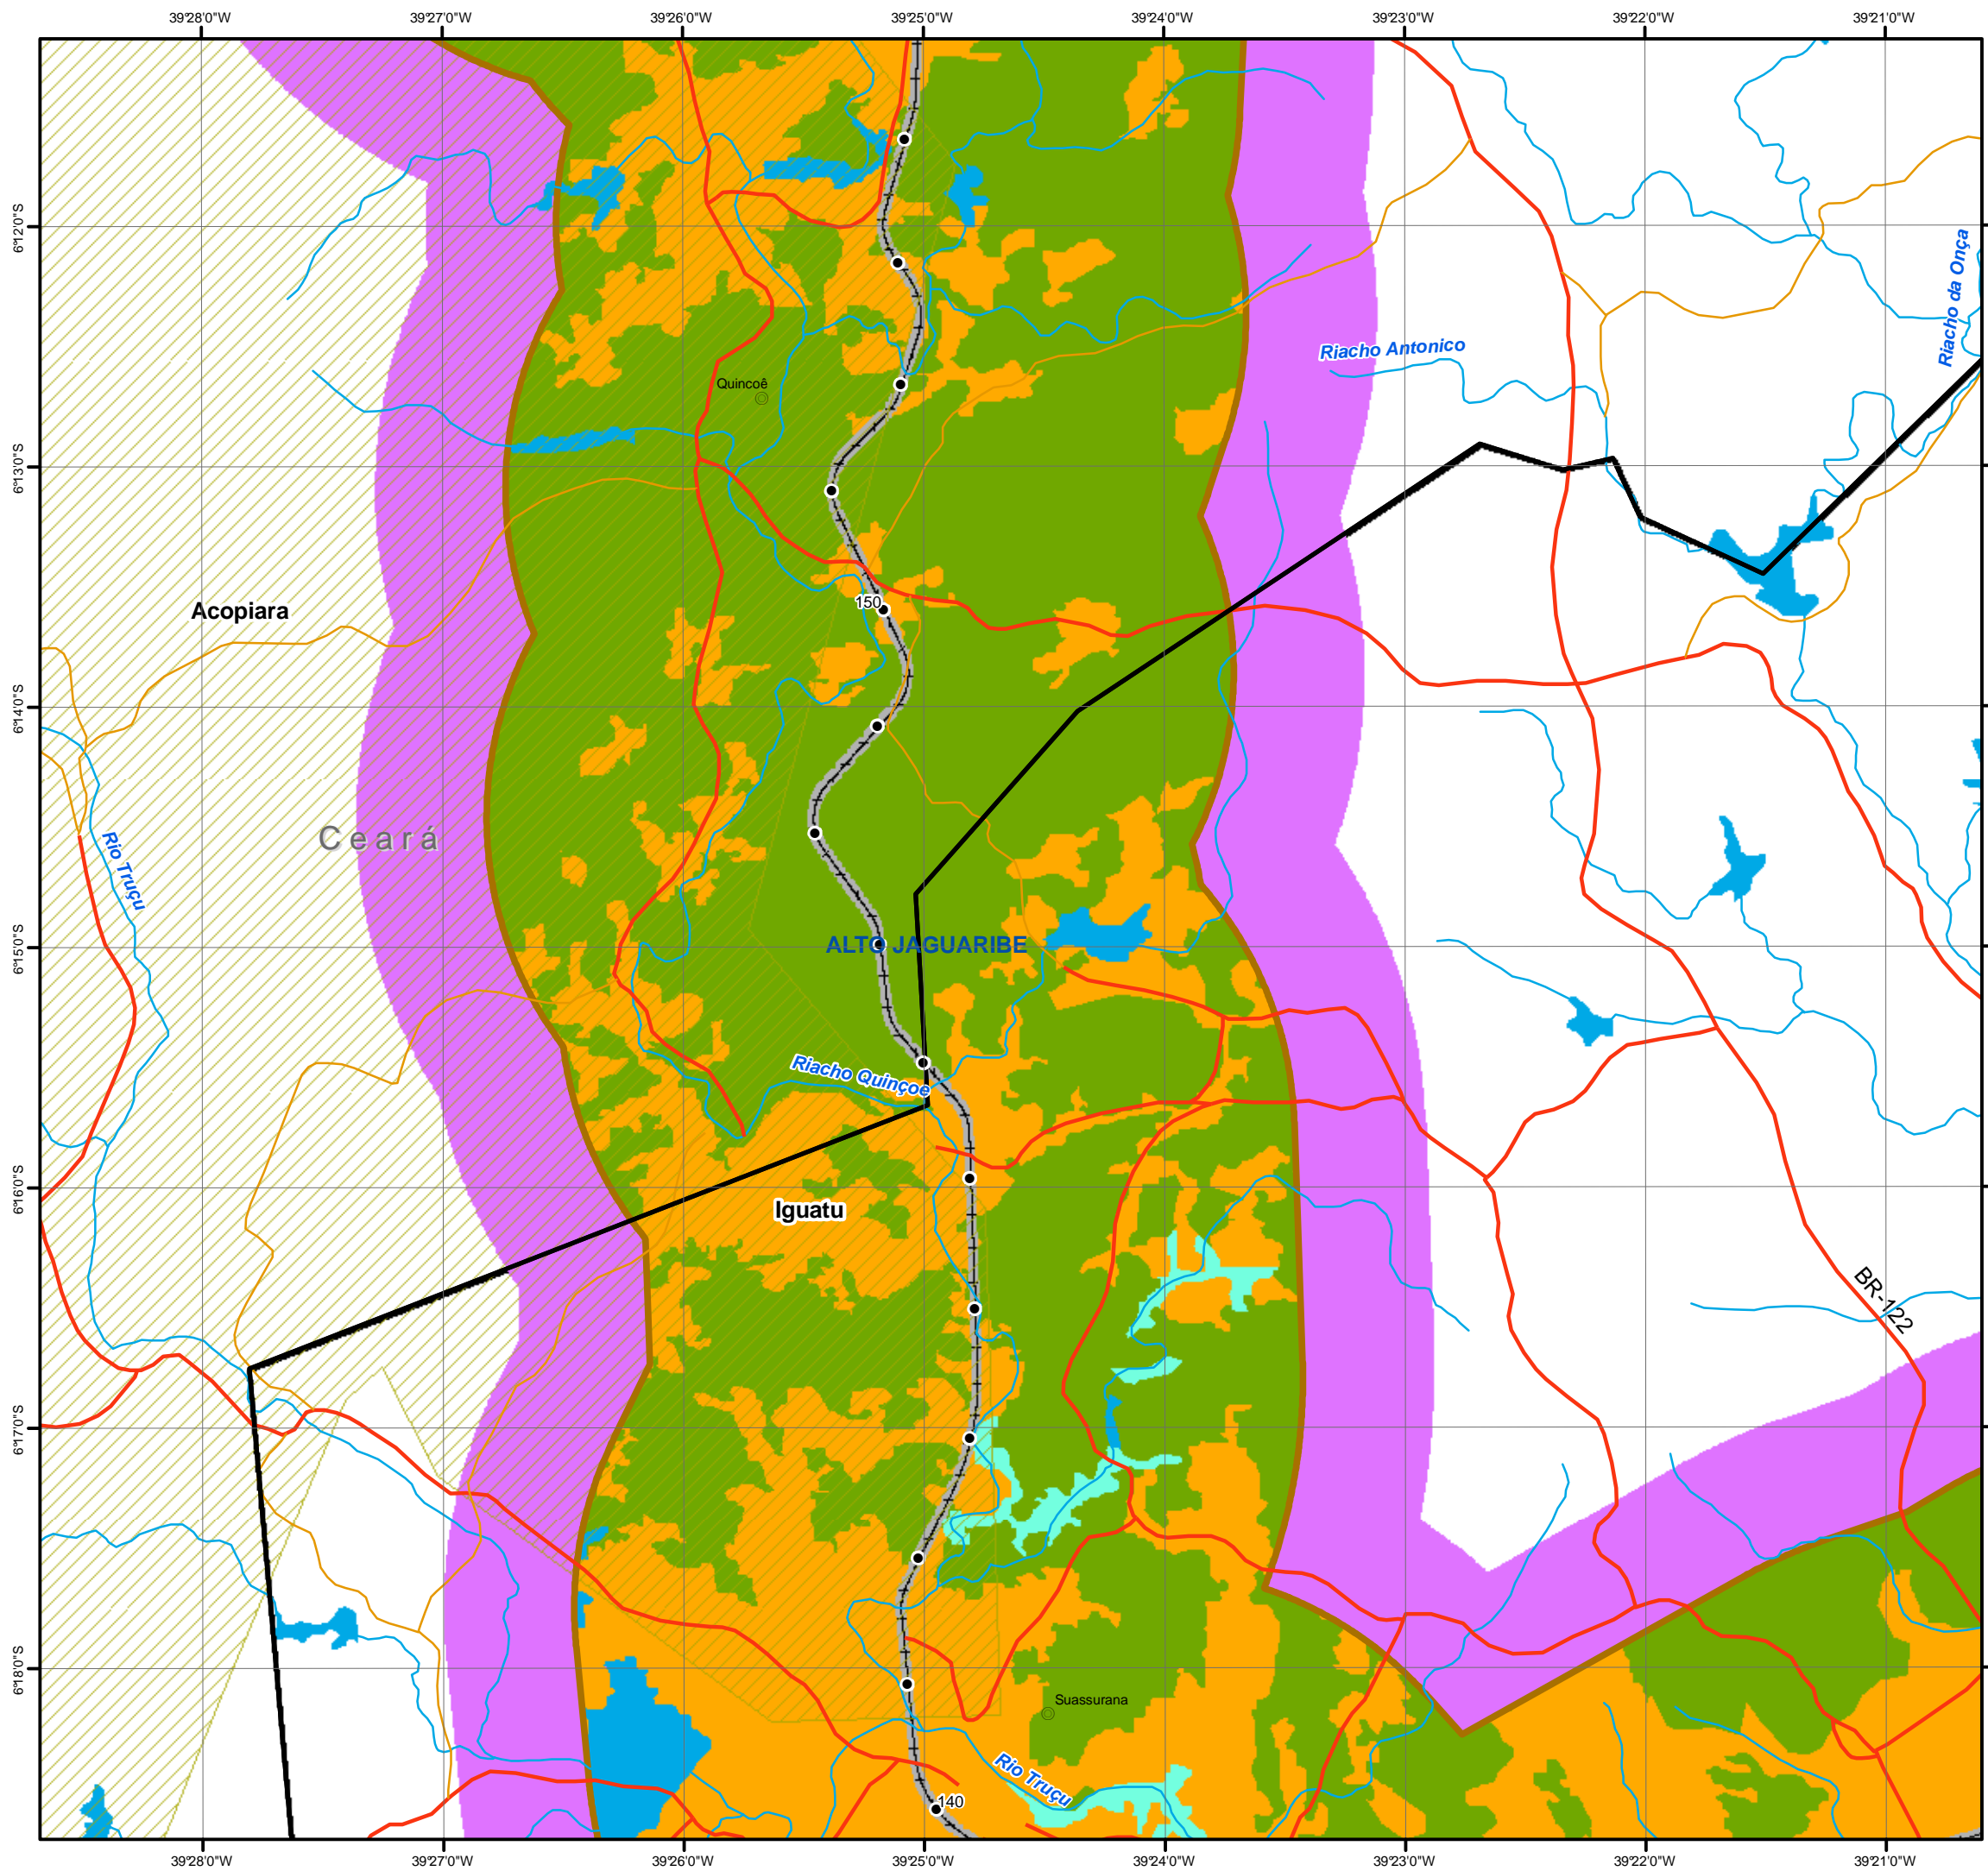 39°28'0"W 39°27'0"W 39°26'0"W 39°25'0"W 39°24'0"W 39°23'0"W 39°22'0"W 39°21'0"W
6°12'0"S
Riacho da Onça
Riacho Antonico
Quincoê
6°13'0"S
150
Acopiara
6°14'0"S
Ceará
Rio Truçu
ALTO JAGUARIBE
6°15'0"S
Riacho Quinçoe
6°16'0"S
Iguatu
BR-122
6°17'0"S
6°18'0"S
Suassurana
Rio Truçu
140
39°28'0"W 39°27'0"W 39°26'0"W 39°25'0"W 39°24'0"W 39°23'0"W 39°22'0"W 39°21'0"W